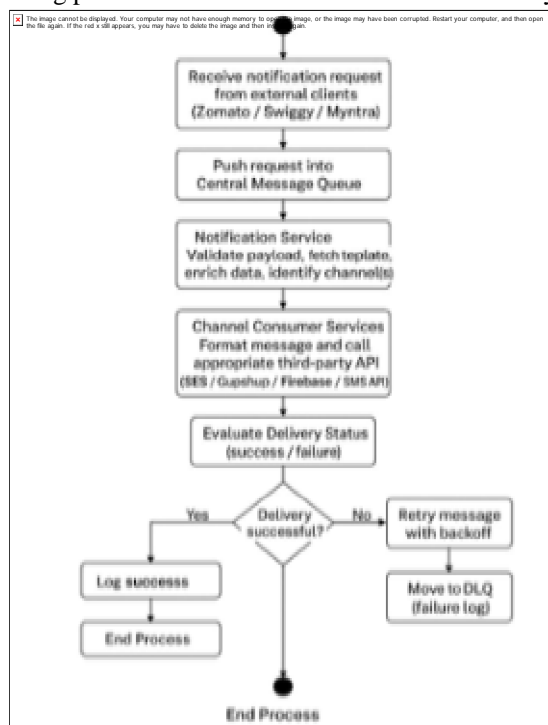 The image cannot be displayed. Your computer may not have enough memory to open the image, or the image may have been corrupted. Restart your computer, and then open
the file again. If the red x still appears, you may have to delete the image and then insert it again.
Receive notification request
from external clients
(Zomato / Swiggy / Myntra)
Push request into
Central Message Queue
Notification Service
Validate payload, fetch teplate,
enrich data, identify channel(s)
Channel Consumer Services
Format message and call
appropriate third-party API
(SES / Gupshup / Firebase / SMS API)
Evaluate Delivery Status
(success / failure)
Yes
Delivery
successful?
No
Retry message
with backoff
Log successs
Move to DLQ
(failure log)
End Process
End Process